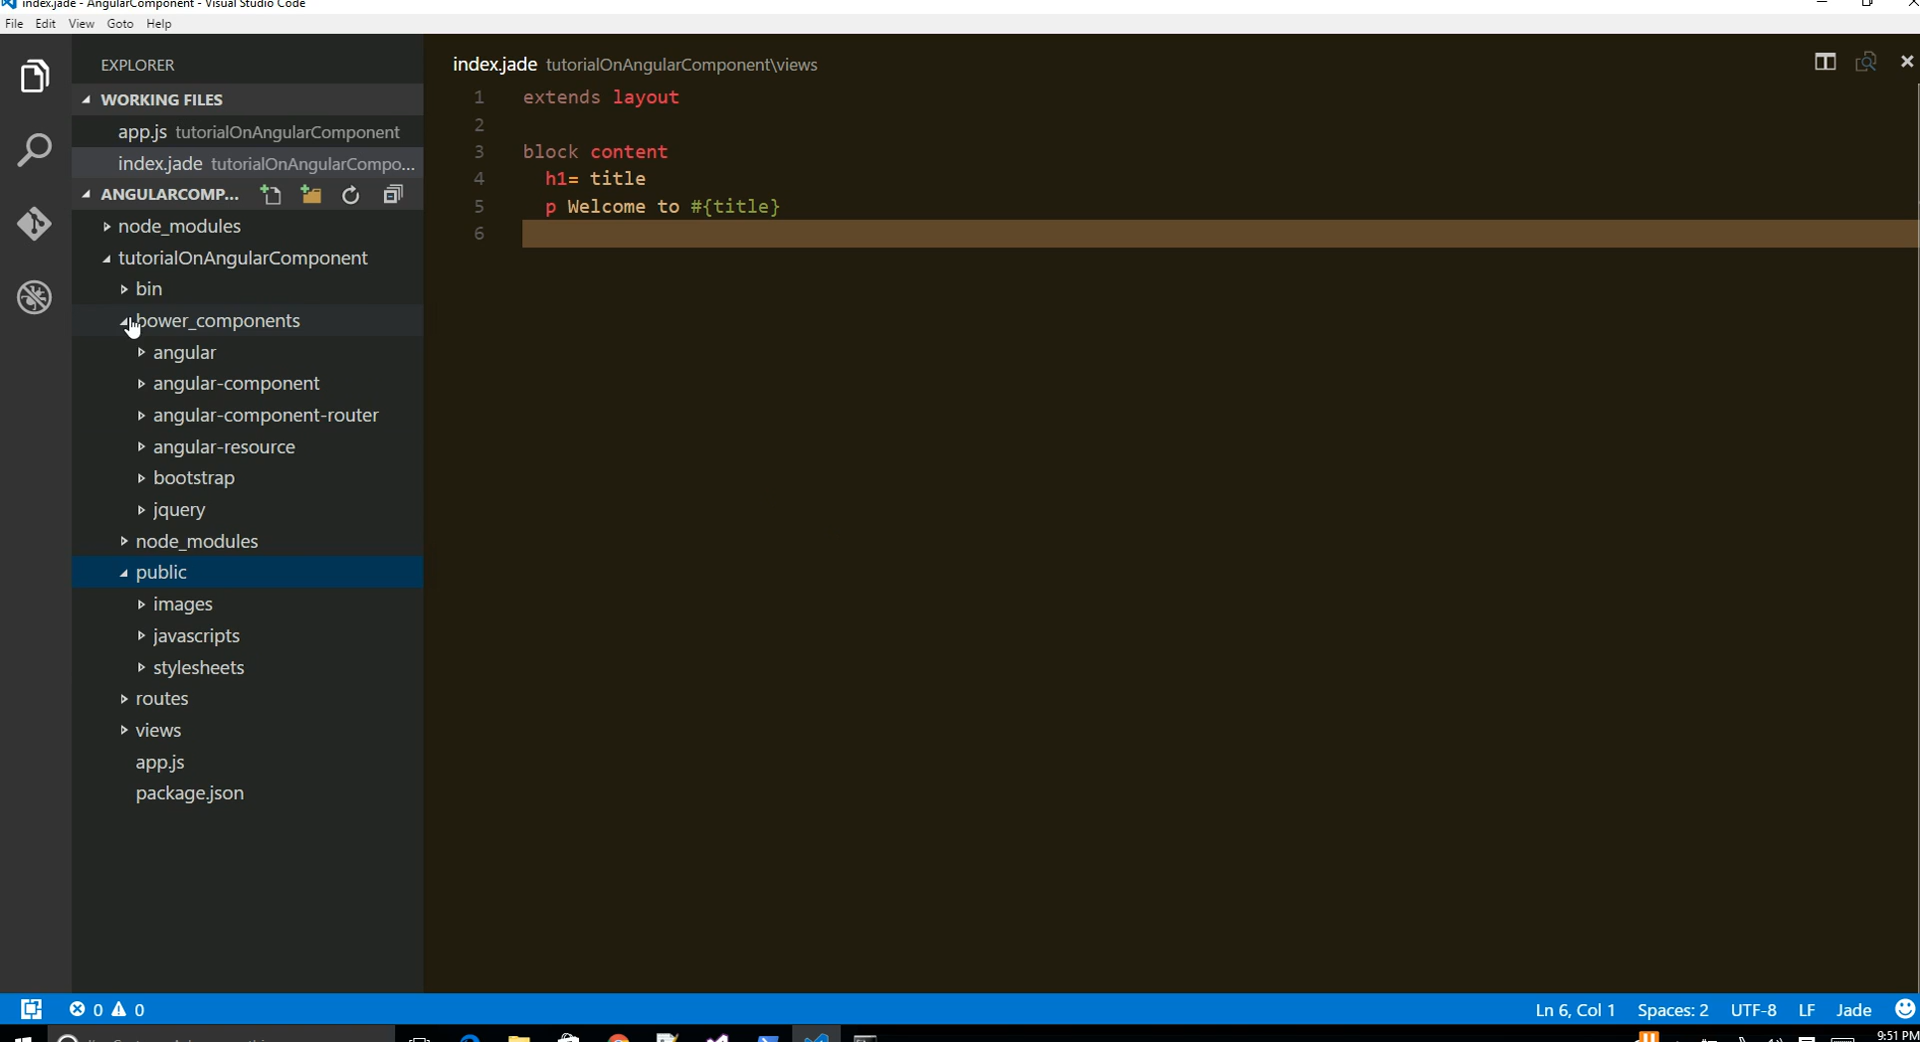 index.jade - AngularComponent - Visual Studio Code
File Edit View Goto Help
EXPLORER
WORKING FILES
app.js tutorialOnAngularComponent
index.jade tutorialOnAngularCompo...
ANGULARCOMP...
node_modules
tutorialOnAngularComponent
bin
bower_components
angular
angular-component
angular-component-router
angular-resource
bootstrap
jquery
node_modules
public
images
javascripts
stylesheets
routes
views
app.js
package.json
index.jade tutorialOnAngularComponent\views
1 extends layout
2
3 block content
4 h1= title
5 p Welcome to #{title}
6
0 0
Ln 6, Col 1 Spaces: 2 UTF-8 LF Jade
9:51 PM